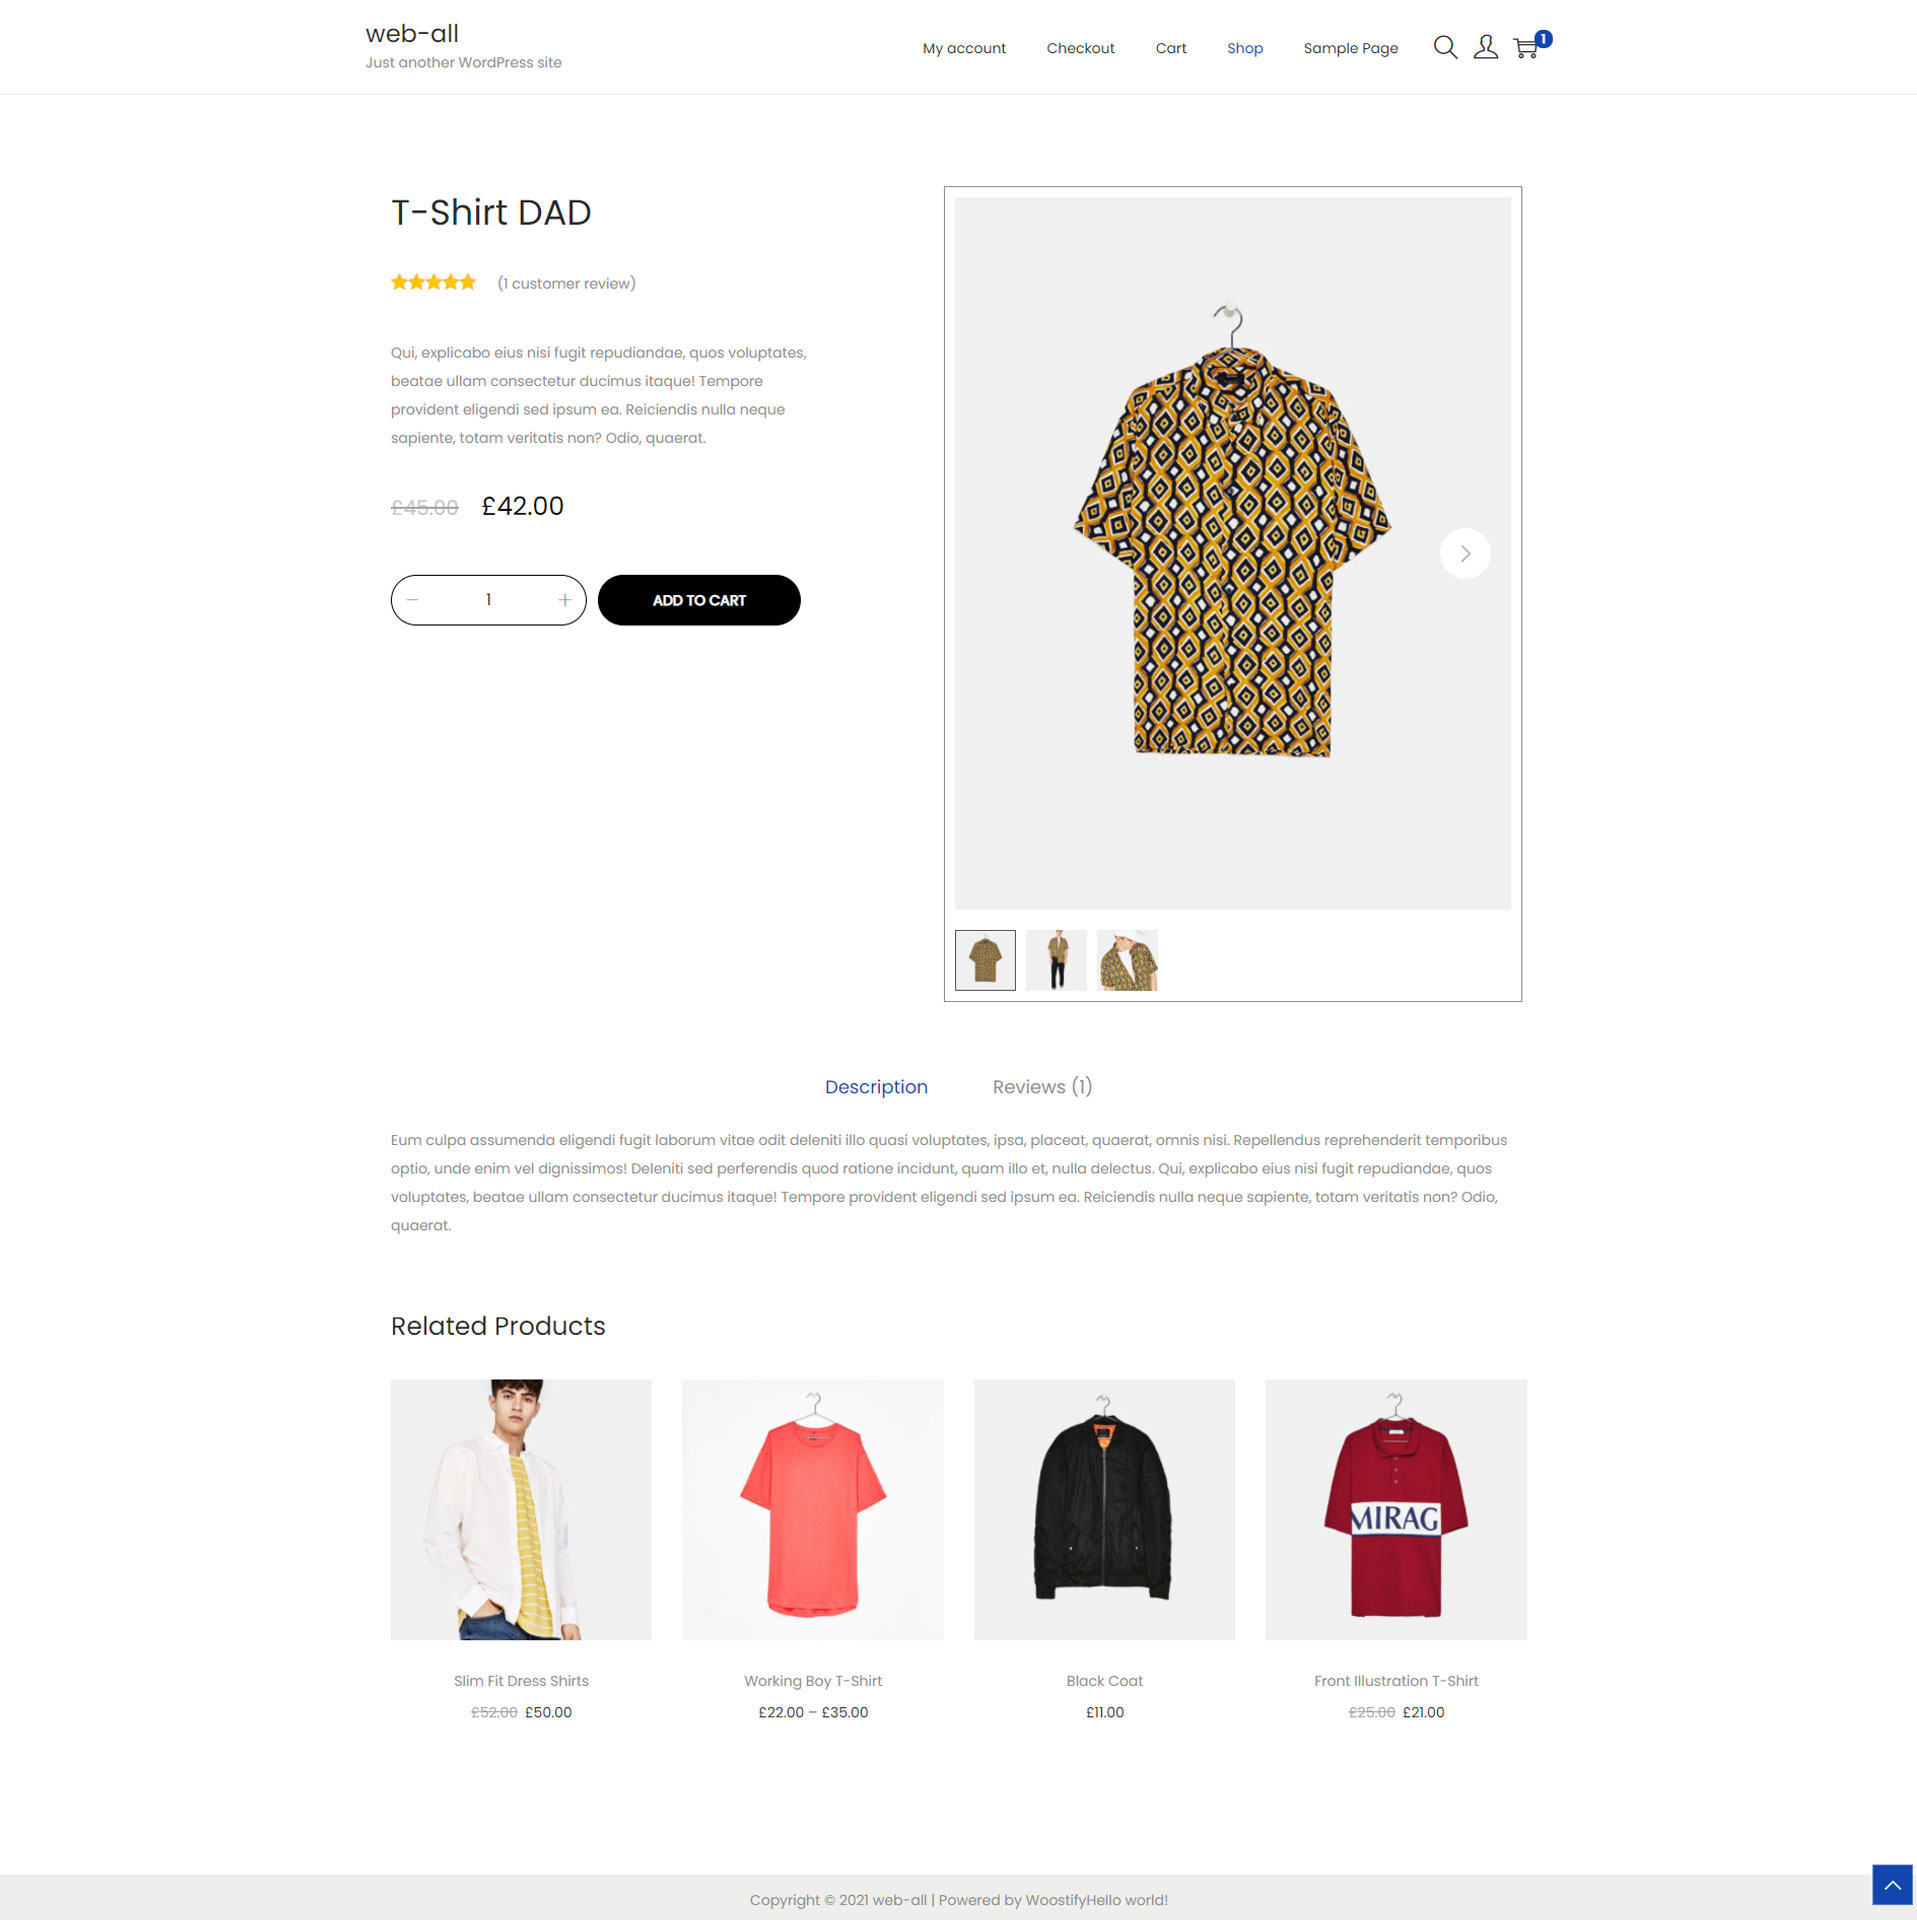 web-all
Just another WordPress site
My account Checkout Cart Shop Sample Page 1
T-Shirt DAD
(1 customer review)
Qui, explicabo eius nisi fugit repudiandae, quos voluptates,
beatae ullam consectetur ducimus itaque! Tempore
provident eligendi sed ipsum ea. Reiciendis nulla neque
sapiente, totam veritatis non? Odio, quaerat.
£45.00 £42.00
− 1 + ADD TO CART
Description Reviews (1)
Eum culpa assumenda eligendi fugit laborum vitae odit deleniti illo quasi voluptates, ipsa, placeat, quaerat, omnis nisi. Repellendus reprehenderit temporibus
optio, unde enim vel dignissimos! Deleniti sed perferendis quod ratione incidunt, quam illo et, nulla delectus. Qui, explicabo eius nisi fugit repudiandae, quos
voluptates, beatae ullam consectetur ducimus itaque! Tempore provident eligendi sed ipsum ea. Reiciendis nulla neque sapiente, totam veritatis non? Odio,
quaerat.
Related Products
MIRAG
Slim Fit Dress Shirts Working Boy T-Shirt Black Coat Front Illustration T-Shirt
£52.00 £50.00 £22.00 – £35.00 £11.00 £25.00 £21.00
Copyright © 2021 web-all | Powered by WoostifyHello world!